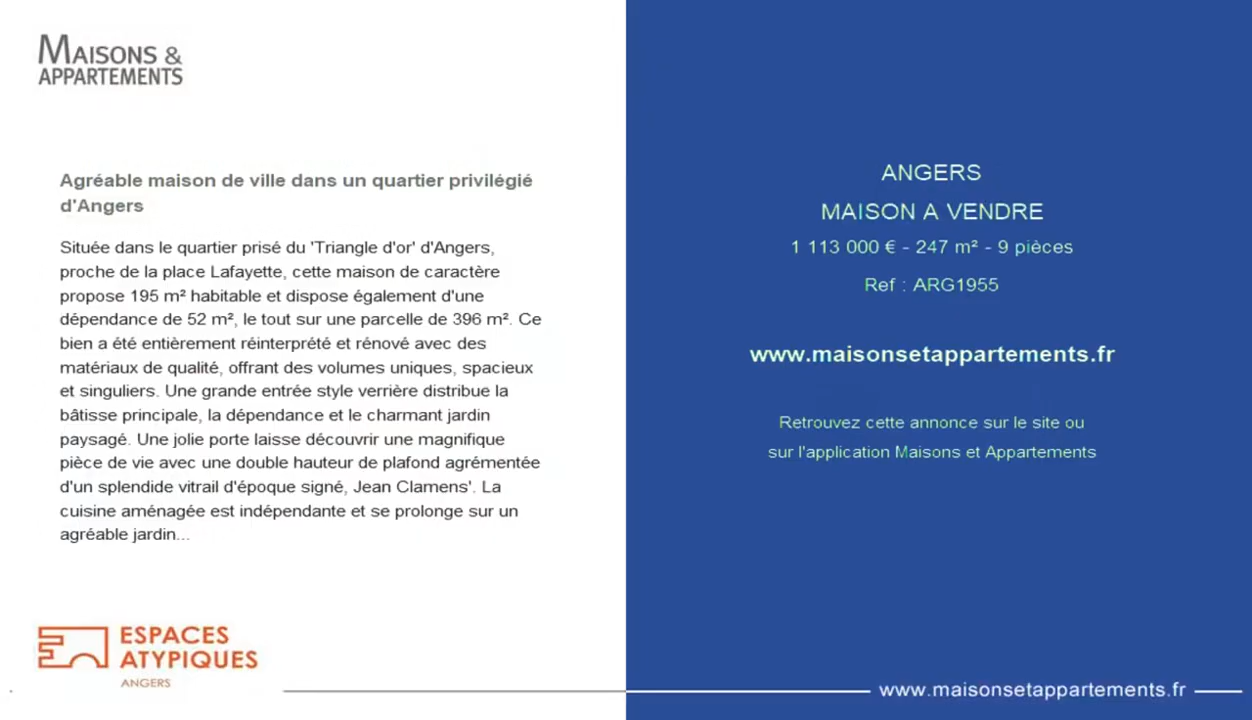 MAISONS &
APPARTEMENTS
Agréable maison de ville dans un quartier privilégié
d'Angers
Située dans le quartier prisé du 'Triangle d'or' d'Angers,
proche de la place Lafayette, cette maison de caractère
propose 195 m² habitable et dispose également d'une
dépendance de 52 m², le tout sur une parcelle de 396 m². Ce
bien a été entièrement réinterprété et rénové avec des
matériaux de qualité, offrant des volumes uniques, spacieux
et singuliers. Une grande entrée style verrière distribue la
bâtisse principale, la dépendance et le charmant jardin
paysagé. Une jolie porte laisse découvrir une magnifique
pièce de vie avec une double hauteur de plafond agrémentée
d'un splendide vitrail d'époque signé, Jean Clamens'. La
cuisine aménagée est indépendante et se prolonge sur un
agréable jardin...
ESPACES
ATYPIQUES
ANGERS
ANGERS
MAISON A VENDRE
1 113 000 € - 247 m² - 9 pièces
Ref : ARG1955
www.maisonsetappartements.fr
Retrouvez cette annonce sur le site ou
sur l'application Maisons et Appartements
www.maisonsetappartements.fr